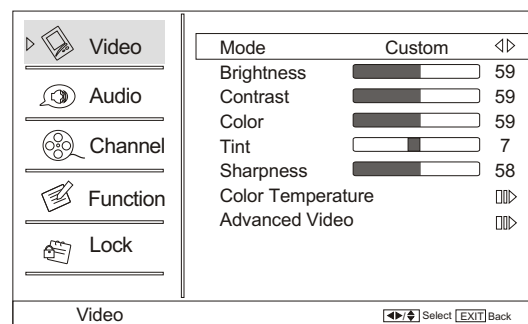 Video
Audio
Channel
Function
Lock
Mode Custom
Brightness 59
Contrast 59
Color 59
Tint 7
Sharpness 58
Color Temperature
Advanced Video
Video
/ Select EXIT Back